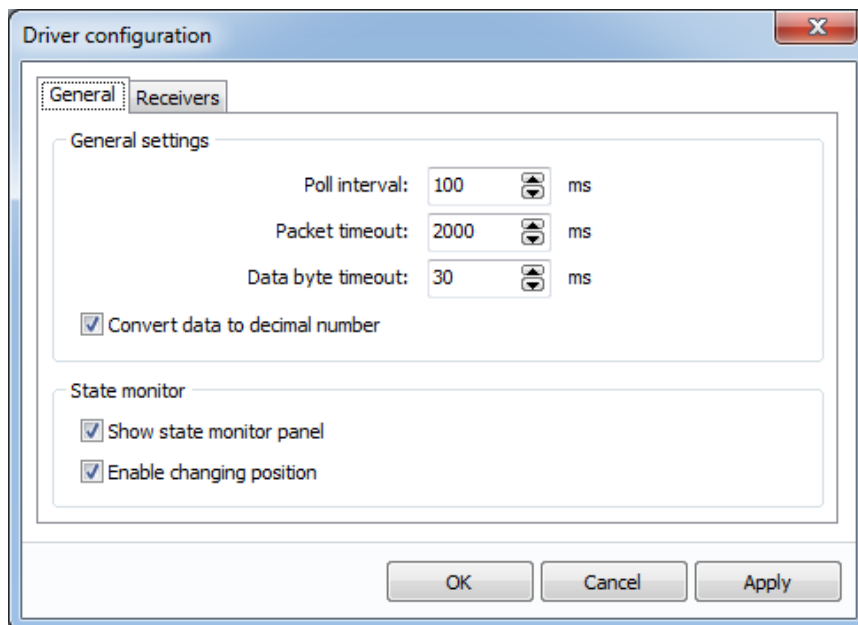 Driver configuration
General Receivers
General settings
Poll interval: 100 ms
Packet timeout: 2000 ms
Data byte timeout: 30 ms
Convert data to decimal number
State monitor
Show state monitor panel
Enable changing position
OK Cancel Apply